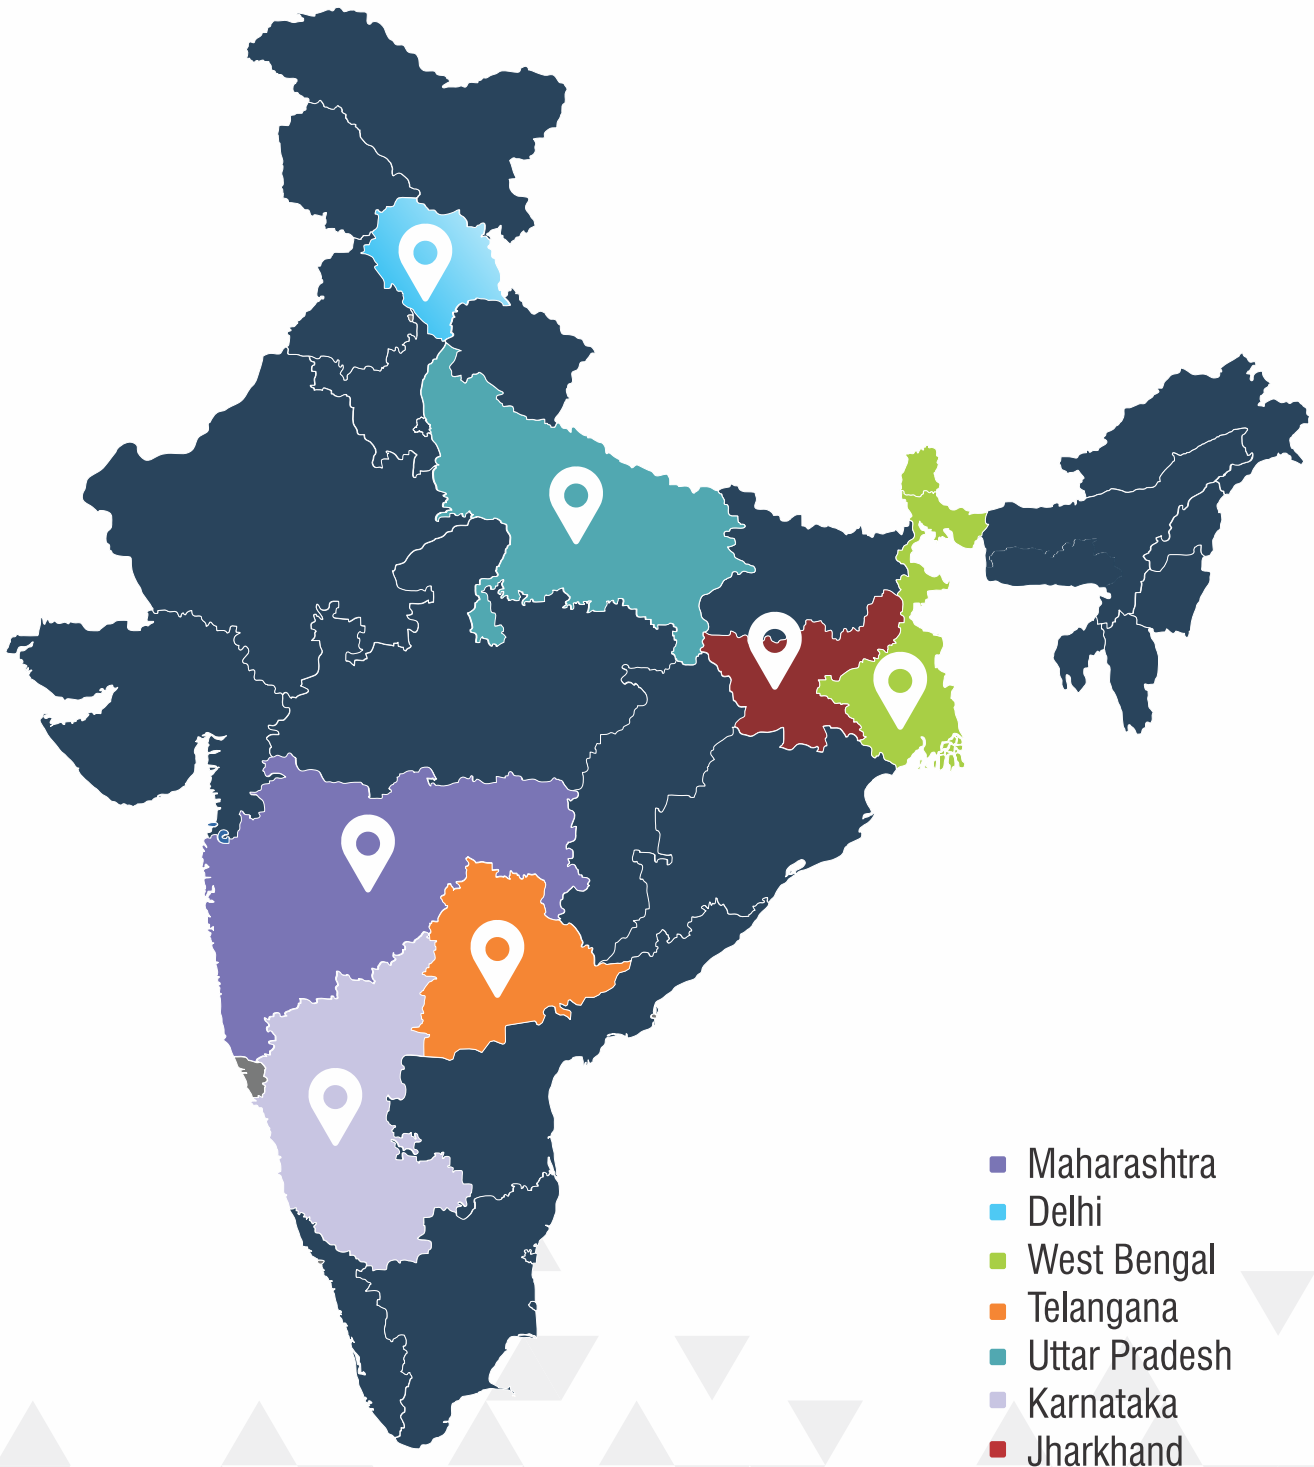 Maharashtra
Delhi
West Bengal
Telangana
Uttar Pradesh
Karnataka
Jharkhand